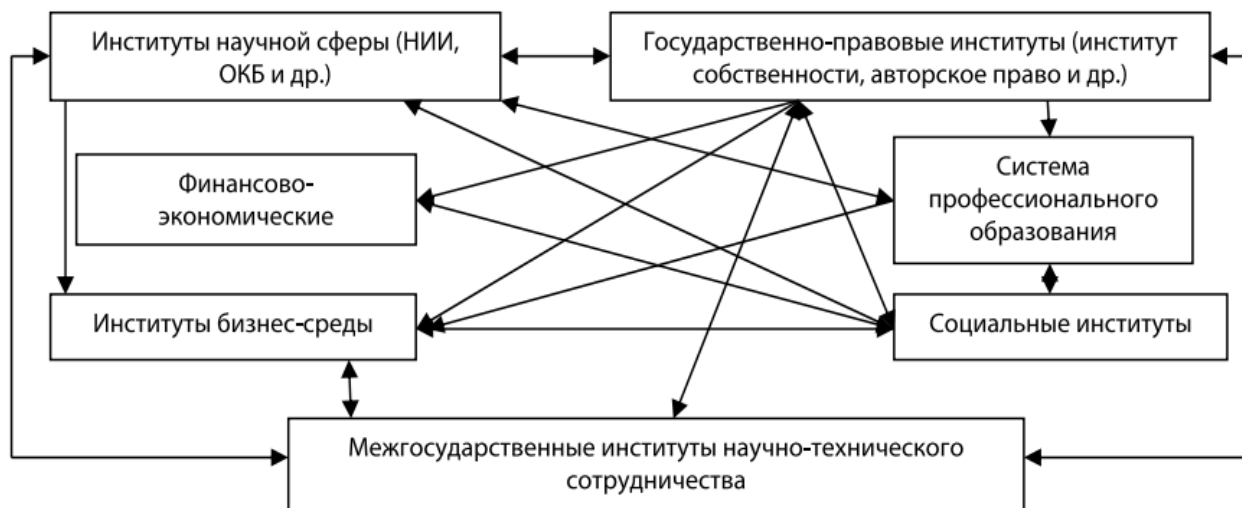 Институты научной сферы (НИИ,
ОКБ и др.)
Государственно-правовые институты (институт
собственности, авторское право и др.)
Финансово-
экономические
Система
профессионального
образования
Институты бизнес-среды
Социальные институты
Межгосударственные институты научно-технического
сотрудничества